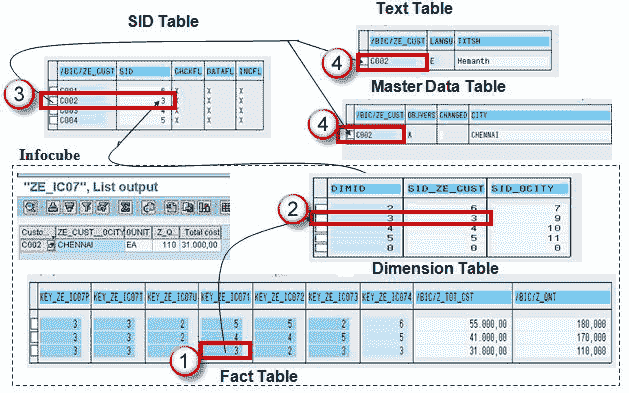 SID Table
Text Table
/BIC/ZE_CUST LANGU TXTSH
C002 E Hemanth
4
Master Data Table
/BIC/ZE_CUST OBJVERS CHANGED CITY
C002 A CHENNAI
4
/BIC/ZE_CUST SID CHCKFL DATAFL INCFL
C001 6 X X X
C002 3 X X X
C003 4 X X X
C004 5 X X X
3
Infocube
"ZE_IC07", List output
Custo... ZE_CUST__0CITY 0UNIT Z_Q... Total cost
C002 CHENNAI EA 110 31.000,00
DIMID SID_ZE_CUST SID_0CITY
2 6 7
3 3 9
4 4 10
5 5 11
0 0 0
2
Dimension Table
KEY_ZE_IC07P KEY_ZE_IC07T KEY_ZE_IC07U KEY_ZE_IC071 KEY_ZE_IC072 KEY_ZE_IC073 KEY_ZE_IC074 /BIC/Z_TOT_CST /BIC/Z_QNT
3 3 2 5 5 2 6 55.000,00 180,000
3 3 2 4 4 5 5 41.000,00 170,000
3 3 3 3 2 3 3 31.000,00 110,000
1
Fact Table